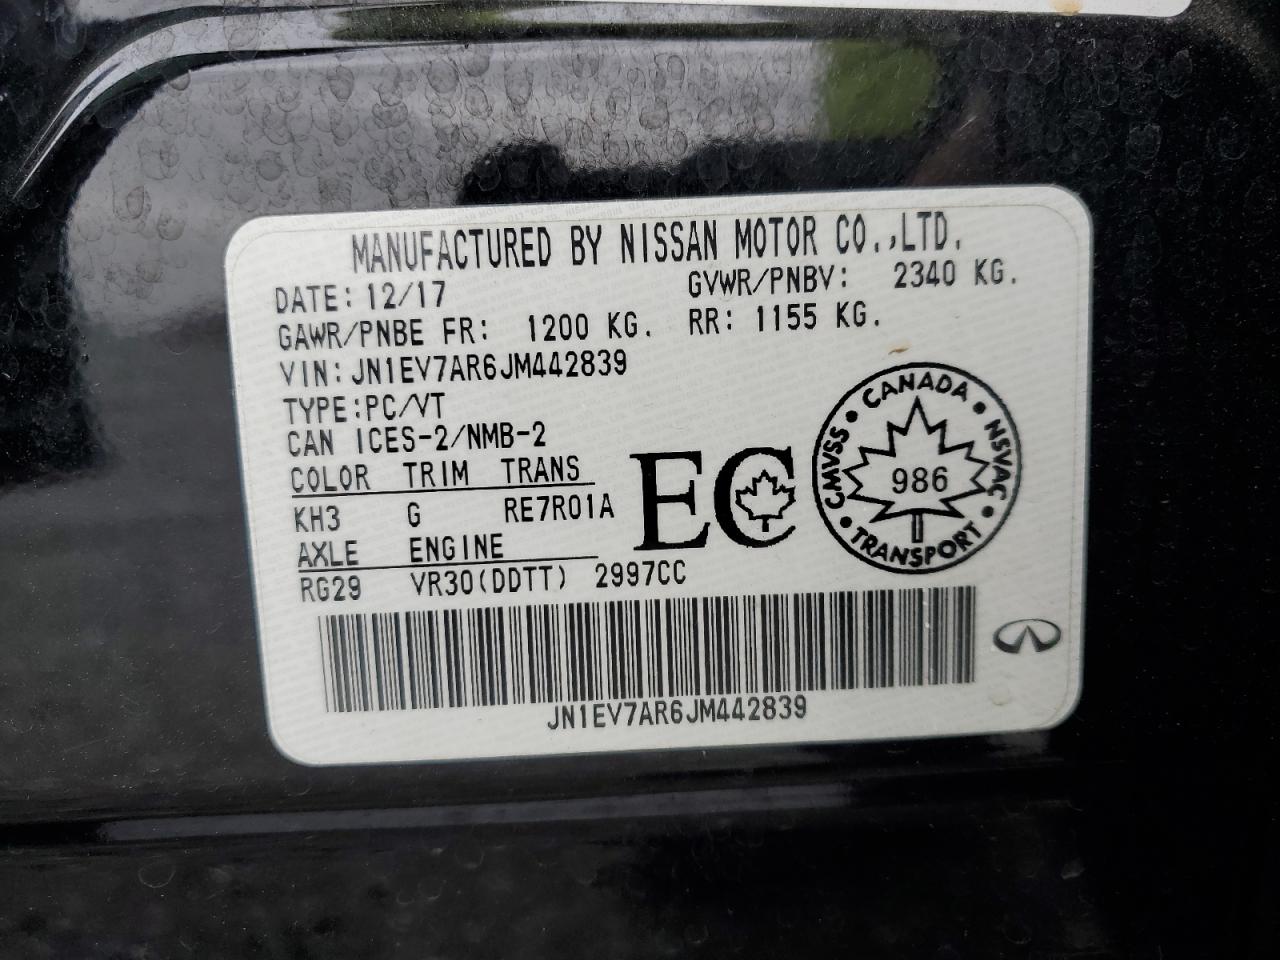 MANUFACTURED BY NISSAN MOTOR CO.,LTD.
DATE: 12/17 GVWR/PNBV: 2340 KG.
GAWR/PNBE FR: 1200 KG. RR: 1155 KG.
VIN: JN1EV7AR6JM442839
TYPE:PC/VT
CAN ICES-2/NMB-2
COLOR TRIM TRANS
KH3 G RE7R01A
AXLE ENGINE
RG29 VR30(DDTT) 2997CC
EC
CANADA
CMVSS • NSVAC
986
TRANSPORT
JN1EV7AR6JM442839